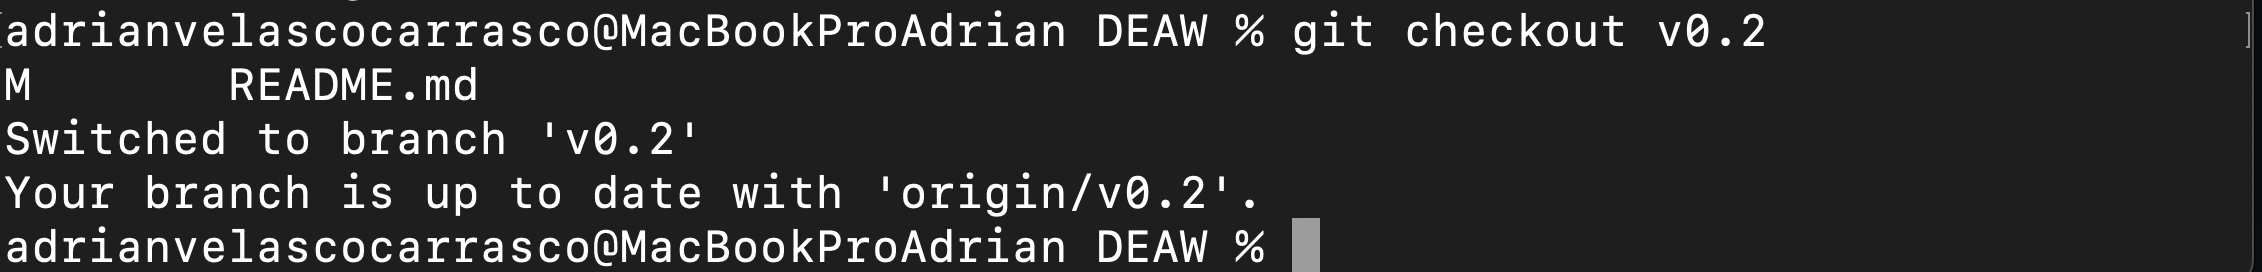 adrianvelascocarrasco@MacBookProAdrian DEAW % git checkout v0.2
M       README.md
Switched to branch 'v0.2'
Your branch is up to date with 'origin/v0.2'.
adrianvelascocarrasco@MacBookProAdrian DEAW %